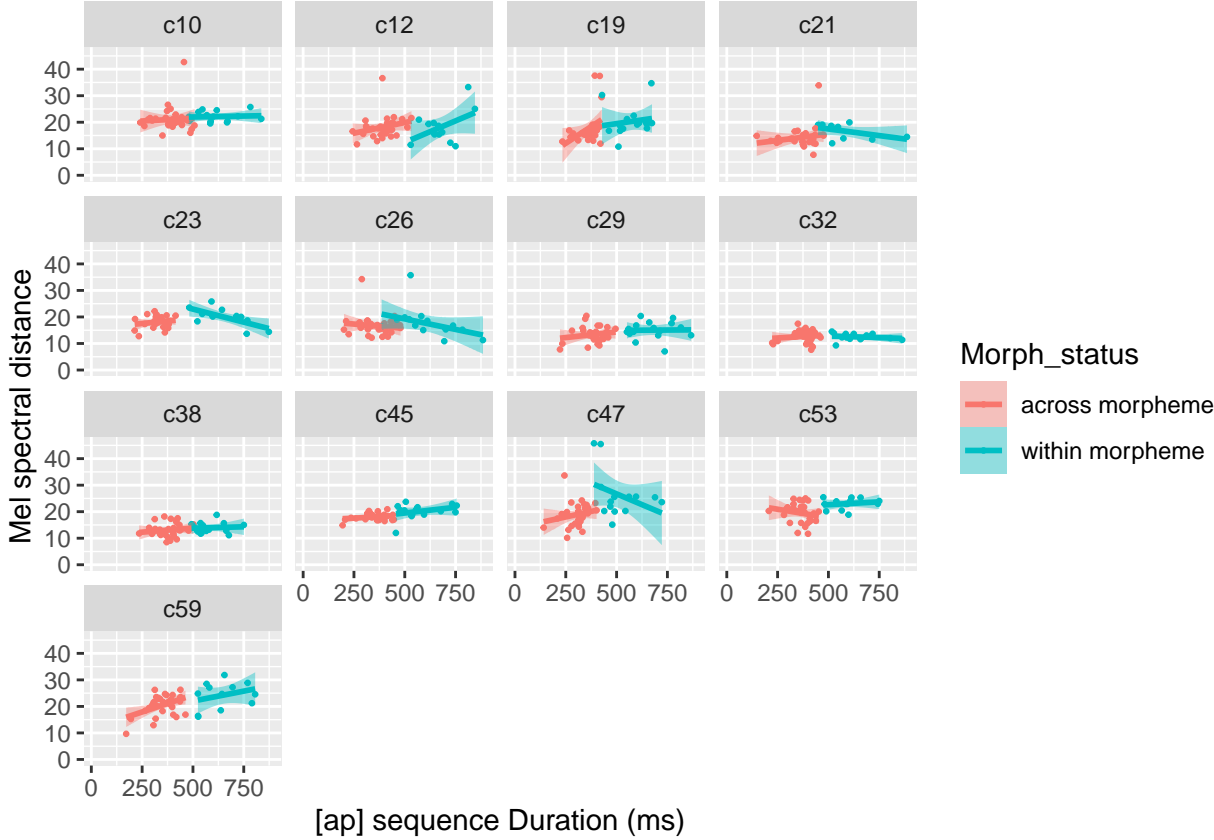 c10 c12 c19 c21
40
30
20
10
0
c23 c26 c29 c32
40
30
20
10
0
c38 c45 c47 c53
40
30
20
10
0
0 250 500 750 0 250 500 750 0 250 500 750
c59
40
30
20
10
0
0 250 500 750
[ap] sequence Duration (ms)
Mel spectral distance
Morph_status
across morpheme
within morpheme